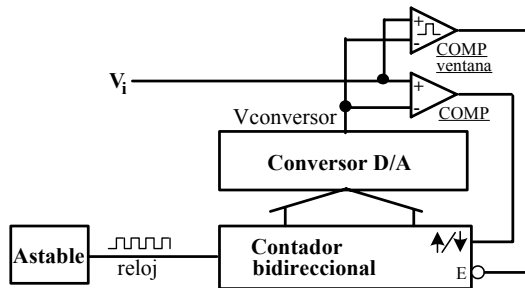 +
-
COMP
ventana
Vi
+
-
COMP
Vconversor
Conversor D/A
Astable
reloj
Contador
bidireccional
/
E